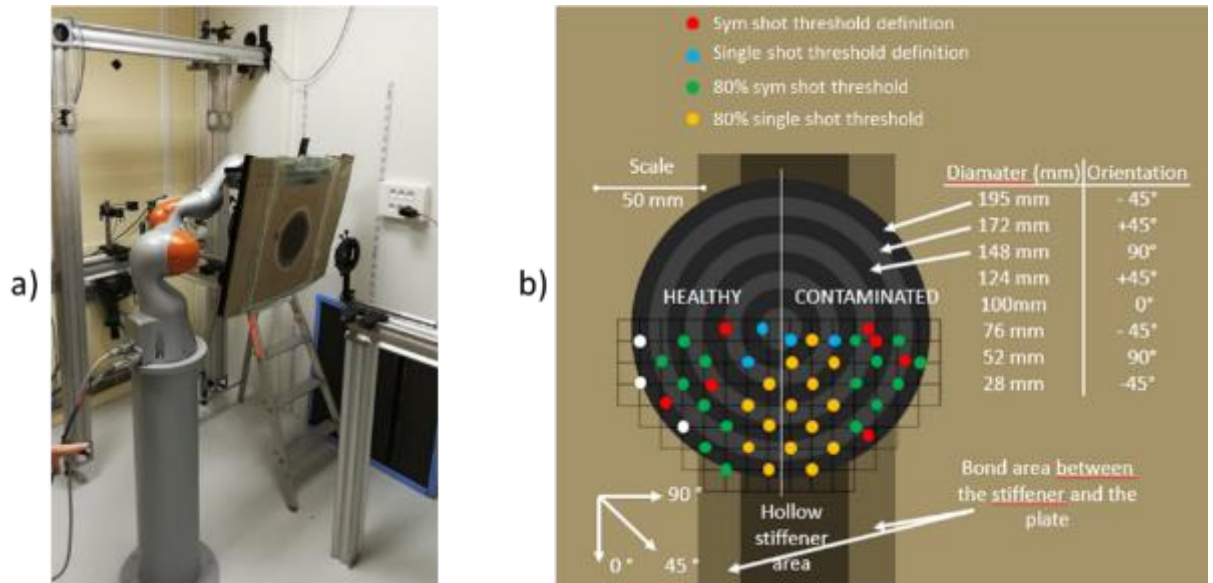 a)
b)
Sym shot threshold definition
Single shot threshold definition
80% sym shot threshold
80% single shot threshold
Scale
50 mm
Diamater (mm) Orientation
195 mm - 45°
172 mm +45°
148 mm 90°
124 mm +45°
100mm 0°
76 mm - 45°
52 mm 90°
28 mm -45°
HEALTHY CONTAMINATED
Bond area between
the stiffener and the
plate
90°
0° 45°
Hollow
stiffener
area